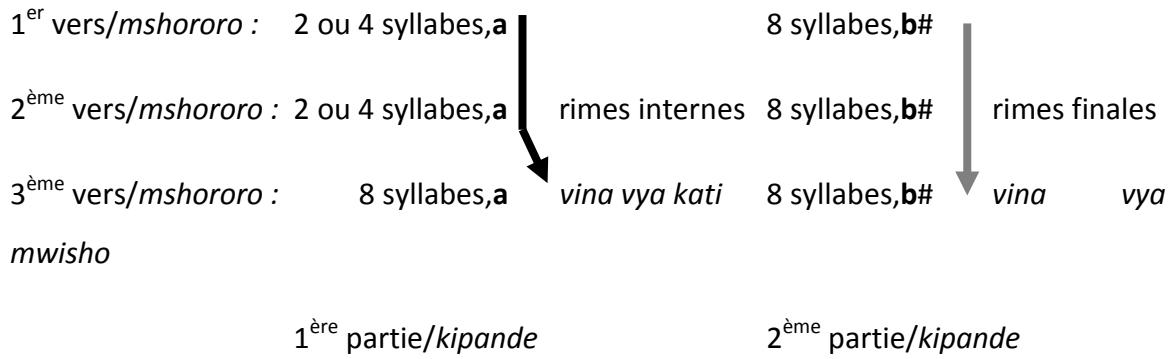 1er vers/mshororo : 2 ou 4 syllabes,a 8 syllabes,b#
2ème vers/mshororo : 2 ou 4 syllabes,a rimes internes 8 syllabes,b# rimes finales
3ème vers/mshororo : 8 syllabes,a vina vya kati 8 syllabes,b# vina vya
mwisho
1ère partie/kipande 2ème partie/kipande